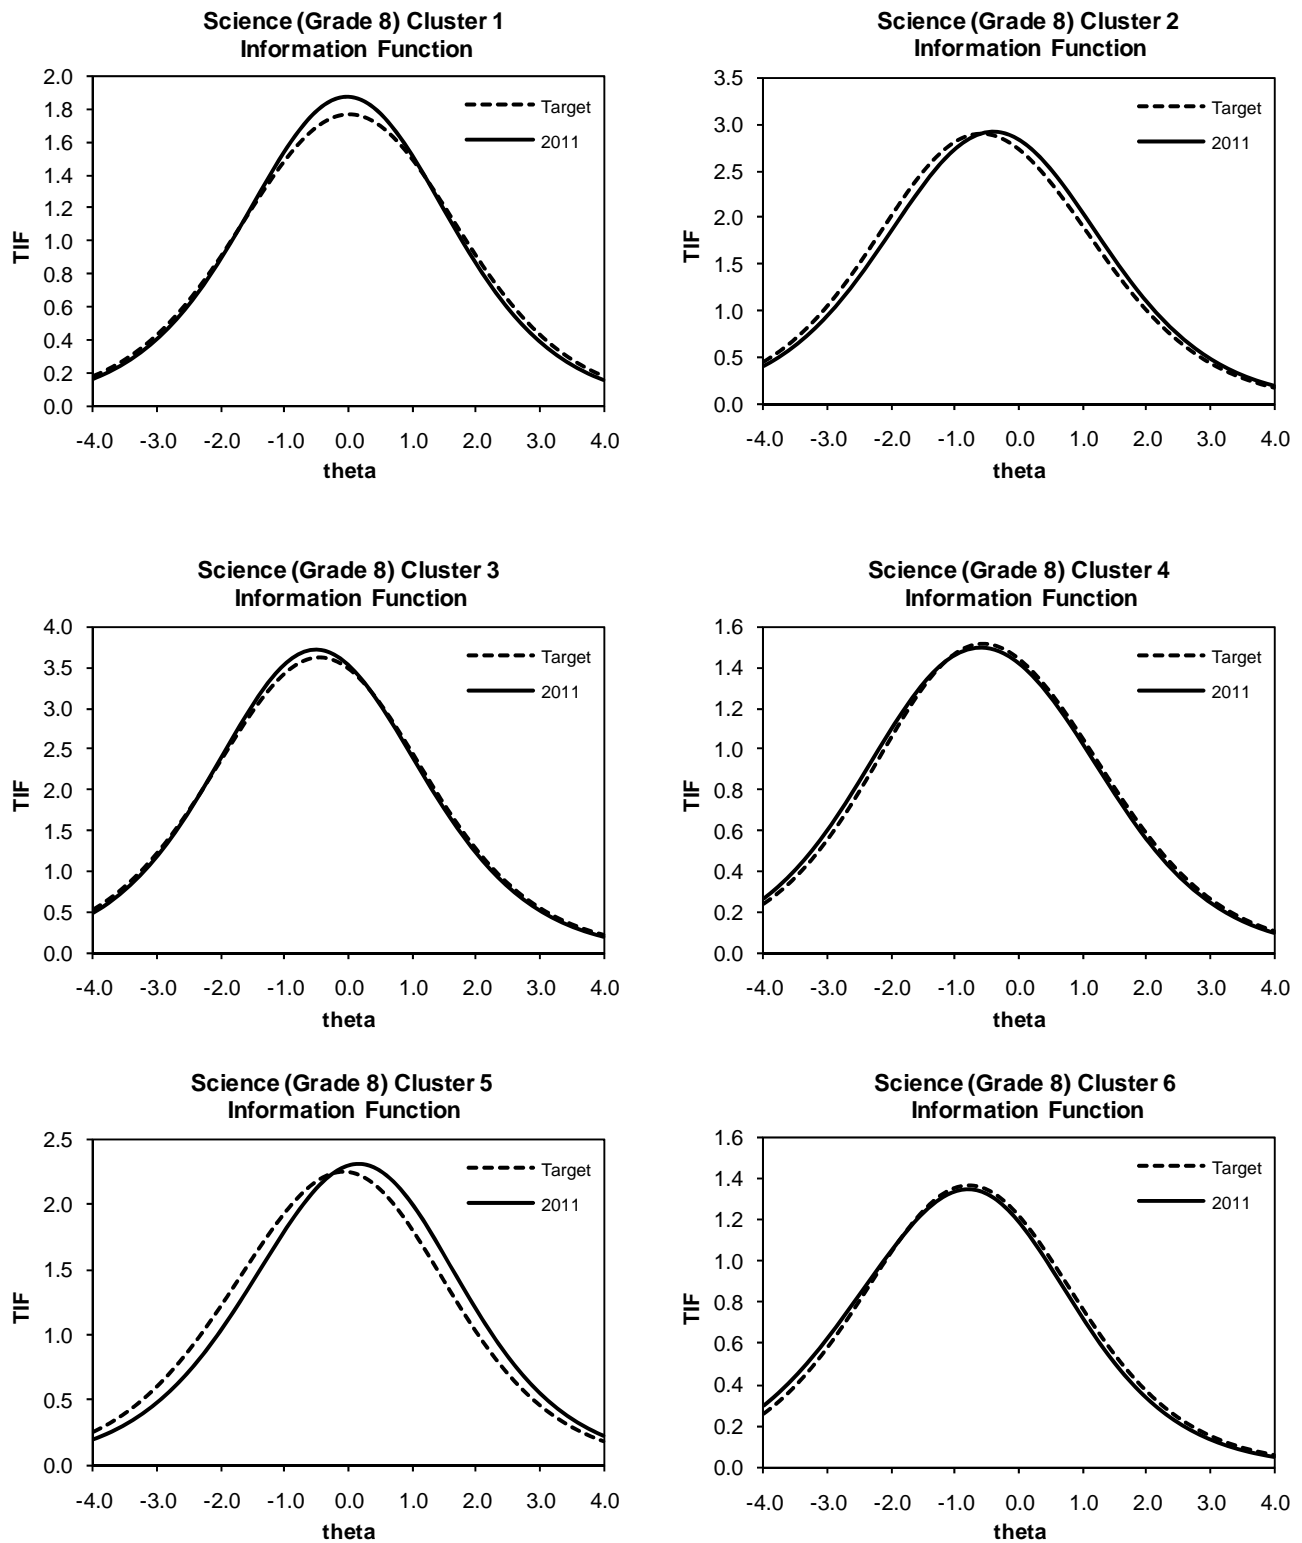 Science (Grade 8) Cluster 1
Information Function
2.0
1.8
1.6
1.4
1.2
1.0
0.8
0.6
0.4
0.2
0.0
TIF
Target
2011
-4.0 -3.0 -2.0 -1.0 0.0 1.0 2.0 3.0 4.0
theta
Science (Grade 8) Cluster 2
Information Function
3.5
3.0
2.5
2.0
1.5
1.0
0.5
0.0
TIF
Target
2011
-4.0 -3.0 -2.0 -1.0 0.0 1.0 2.0 3.0 4.0
theta
Science (Grade 8) Cluster 3
Information Function
4.0
3.5
3.0
2.5
2.0
1.5
1.0
0.5
0.0
TIF
Target
2011
-4.0 -3.0 -2.0 -1.0 0.0 1.0 2.0 3.0 4.0
theta
Science (Grade 8) Cluster 4
Information Function
1.6
1.4
1.2
1.0
0.8
0.6
0.4
0.2
0.0
TIF
Target
2011
-4.0 -3.0 -2.0 -1.0 0.0 1.0 2.0 3.0 4.0
theta
Science (Grade 8) Cluster 5
Information Function
2.5
2.0
1.5
1.0
0.5
0.0
TIF
Target
2011
-4.0 -3.0 -2.0 -1.0 0.0 1.0 2.0 3.0 4.0
theta
Science (Grade 8) Cluster 6
Information Function
1.6
1.4
1.2
1.0
0.8
0.6
0.4
0.2
0.0
TIF
Target
2011
-4.0 -3.0 -2.0 -1.0 0.0 1.0 2.0 3.0 4.0
theta